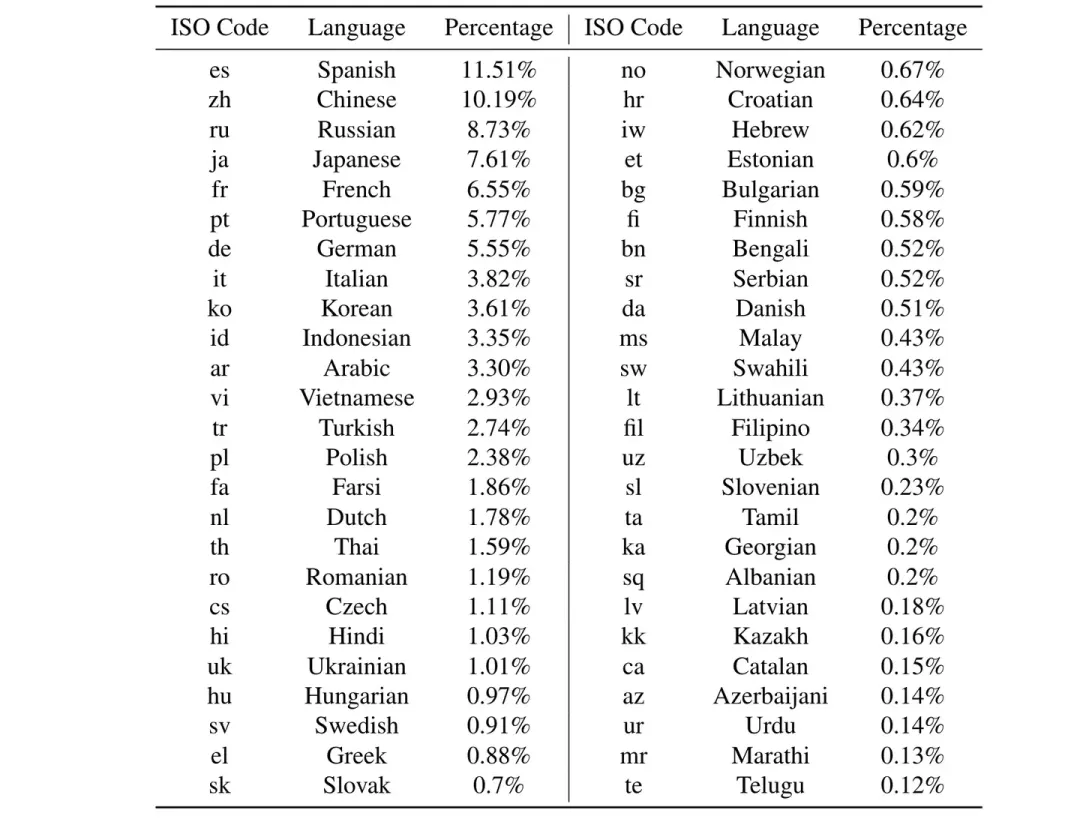 ISO Code Language Percentage ISO Code Language Percentage
es Spanish 11.51% no Norwegian 0.67%
zh Chinese 10.19% hr Croatian 0.64%
ru Russian 8.73% iw Hebrew 0.62%
ja Japanese 7.61% et Estonian 0.6%
fr French 6.55% bg Bulgarian 0.59%
pt Portuguese 5.77% fi Finnish 0.58%
de German 5.55% bn Bengali 0.52%
it Italian 3.82% sr Serbian 0.52%
ko Korean 3.61% da Danish 0.51%
id Indonesian 3.35% ms Malay 0.43%
ar Arabic 3.30% sw Swahili 0.43%
vi Vietnamese 2.93% lt Lithuanian 0.37%
tr Turkish 2.74% fil Filipino 0.34%
pl Polish 2.38% uz Uzbek 0.3%
fa Farsi 1.86% sl Slovenian 0.23%
nl Dutch 1.78% ta Tamil 0.2%
th Thai 1.59% ka Georgian 0.2%
ro Romanian 1.19% sq Albanian 0.2%
cs Czech 1.11% lv Latvian 0.18%
hi Hindi 1.03% kk Kazakh 0.16%
uk Ukrainian 1.01% ca Catalan 0.15%
hu Hungarian 0.97% az Azerbaijani 0.14%
sv Swedish 0.91% ur Urdu 0.14%
el Greek 0.88% mr Marathi 0.13%
sk Slovak 0.7% te Telugu 0.12%